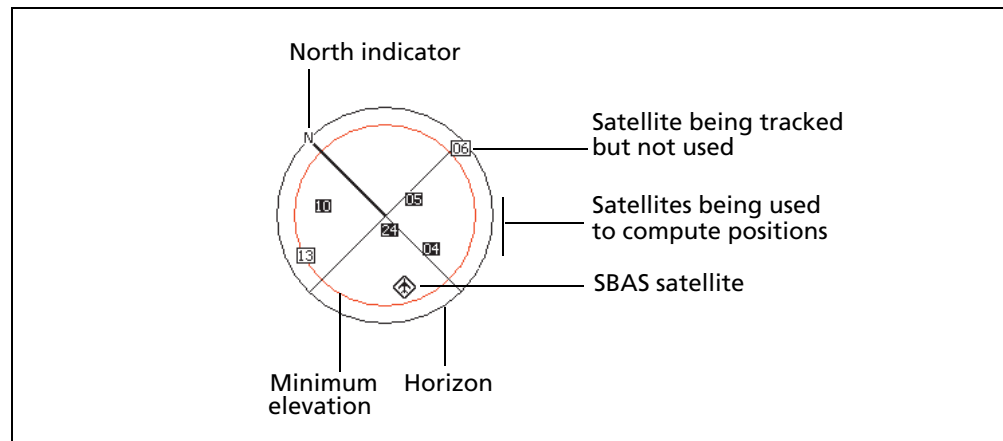 North indicator
N
06
Satellite being tracked
but not used
10
05
Satellites being used
to compute positions
24
04
13
SBAS satellite
Minimum
elevation
Horizon